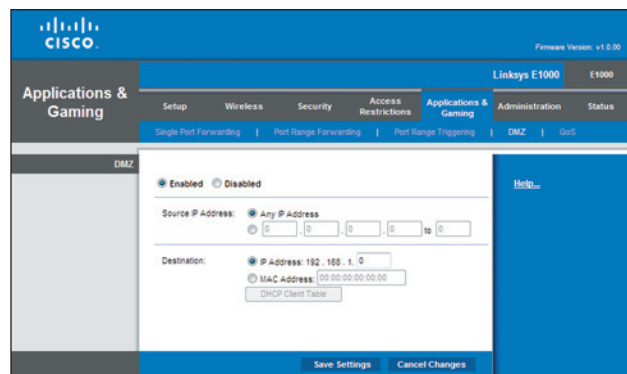 CISCO
Firmware Version: v1.0.00
Linksys E1000 E1000
Applications & Gaming
Setup Wireless Security Access Restrictions Applications & Gaming Administration Status
Single Port Forwarding | Port Range Forwarding | Port Range Triggering | DMZ | QoS
DMZ
Enabled Disabled
Help...
Source IP Address: Any IP Address
0 . 0 . 0 . 0 to 0
Destination: IP Address: 192 . 168 . 1. 0
MAC Address: 00:00:00:00:00:00
DHCP Client Table
Save Settings Cancel Changes